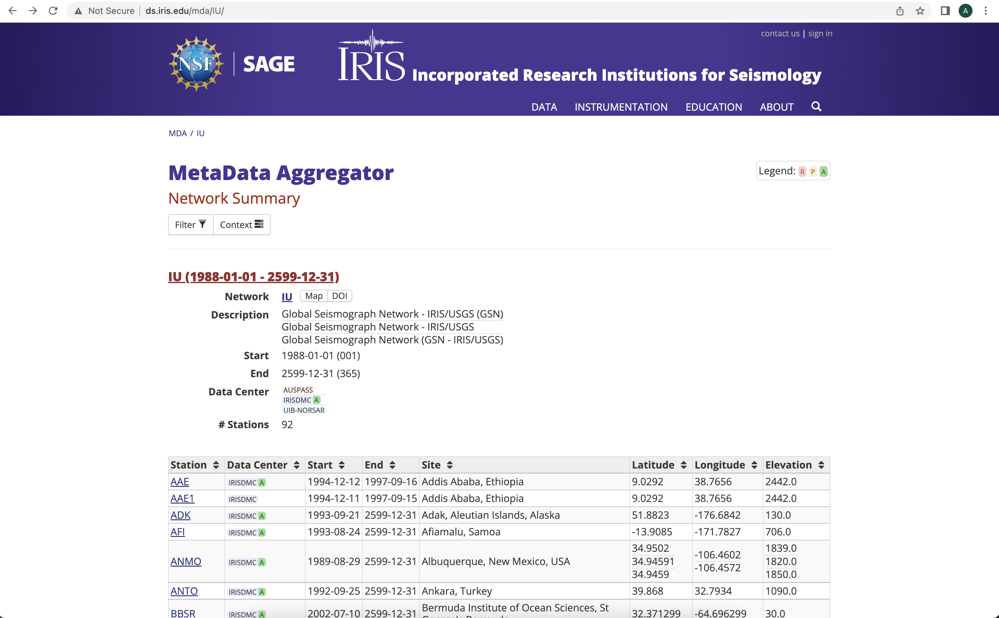 Not Secure | ds.iris.edu/mda/IU/
A
contact us | sign in
NSF | SAGE
IRIS Incorporated Research Institutions for Seismology
DATA INSTRUMENTATION EDUCATION ABOUT
MDA / IU
MetaData Aggregator
Legend: R P A
Network Summary
Filter Context
IU (1988-01-01 - 2599-12-31)
Network IU Map DOI
Description Global Seismograph Network - IRIS/USGS (GSN)
Global Seismograph Network - IRIS/USGS
Global Seismograph Network (GSN - IRIS/USGS)
Start 1988-01-01 (001)
End 2599-12-31 (365)
Data Center AUSPASS
IRISDMC A
UIB-NORSAR
# Stations 92
Station Data Center Start End Site Latitude Longitude Elevation
AAE IRISDMC A 1994-12-12 1997-09-16 Addis Ababa, Ethiopia 9.0292 38.7656 2442.0
AAE1 IRISDMC 1994-12-11 1997-09-15 Addis Ababa, Ethiopia 9.0292 38.7656 2442.0
ADK IRISDMC A 1993-09-21 2599-12-31 Adak, Aleutian Islands, Alaska 51.8823 -176.6842 130.0
AFI IRISDMC A 1993-08-24 2599-12-31 Afiamalu, Samoa -13.9085 -171.7827 706.0
ANMO IRISDMC A 1989-08-29 2599-12-31 Albuquerque, New Mexico, USA 34.9502 34.94591 34.9459 -106.4602 -106.4572 1839.0 1820.0 1850.0
ANTO IRISDMC A 1992-09-25 2599-12-31 Ankara, Turkey 39.868 32.7934 1090.0
BBSR IRISDMC A 2002-07-10 2599-12-31 Bermuda Institute of Ocean Sciences, St 32.371299 -64.696299 30.0